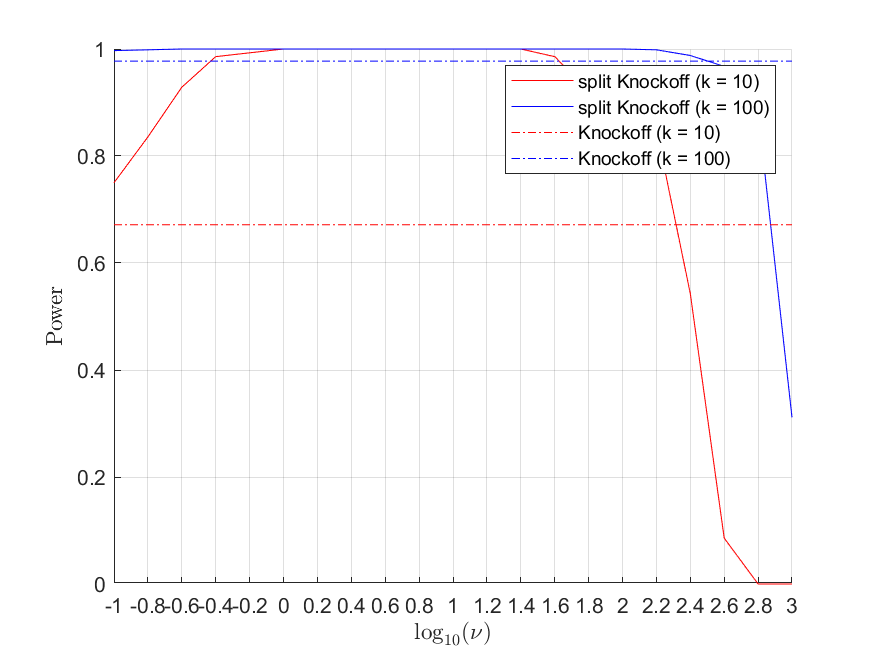 1
0.8
0.6
0.4
0.2
0
Power
split Knockoff (k = 10)
split Knockoff (k = 100)
Knockoff (k = 10)
Knockoff (k = 100)
-1 -0.8 -0.6 -0.4 -0.2 0 0.2 0.4 0.6 0.8 1 1.2 1.4 1.6 1.8 2 2.2 2.4 2.6 2.8 3
log₁₀(ν)